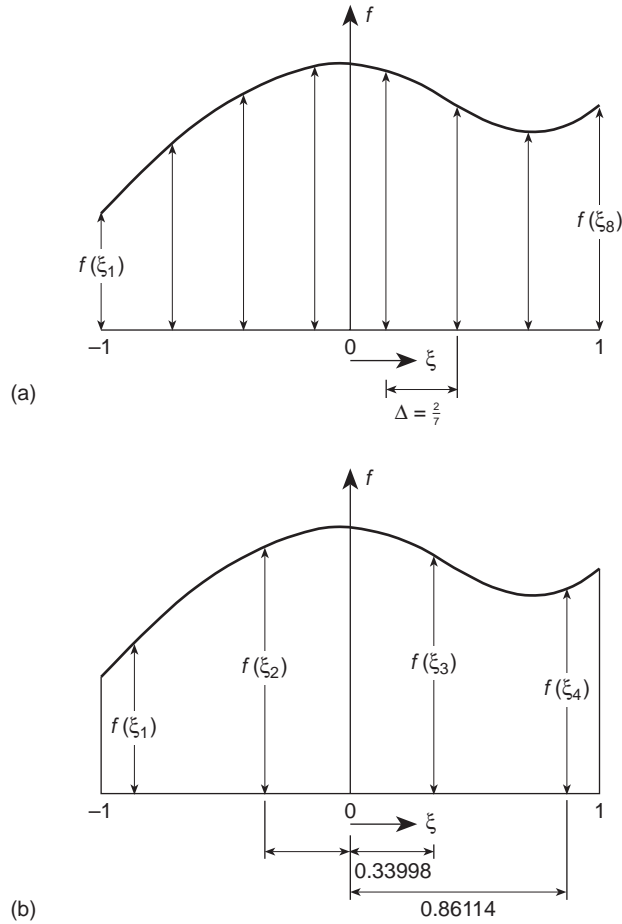 f
f (ξ1)
f (ξ8)
–1
0
1
ξ
Δ = 2/7
(a)
f
f (ξ2)
f (ξ3)
f (ξ4)
f (ξ1)
–1
0
1
ξ
0.33998
0.86114
(b)